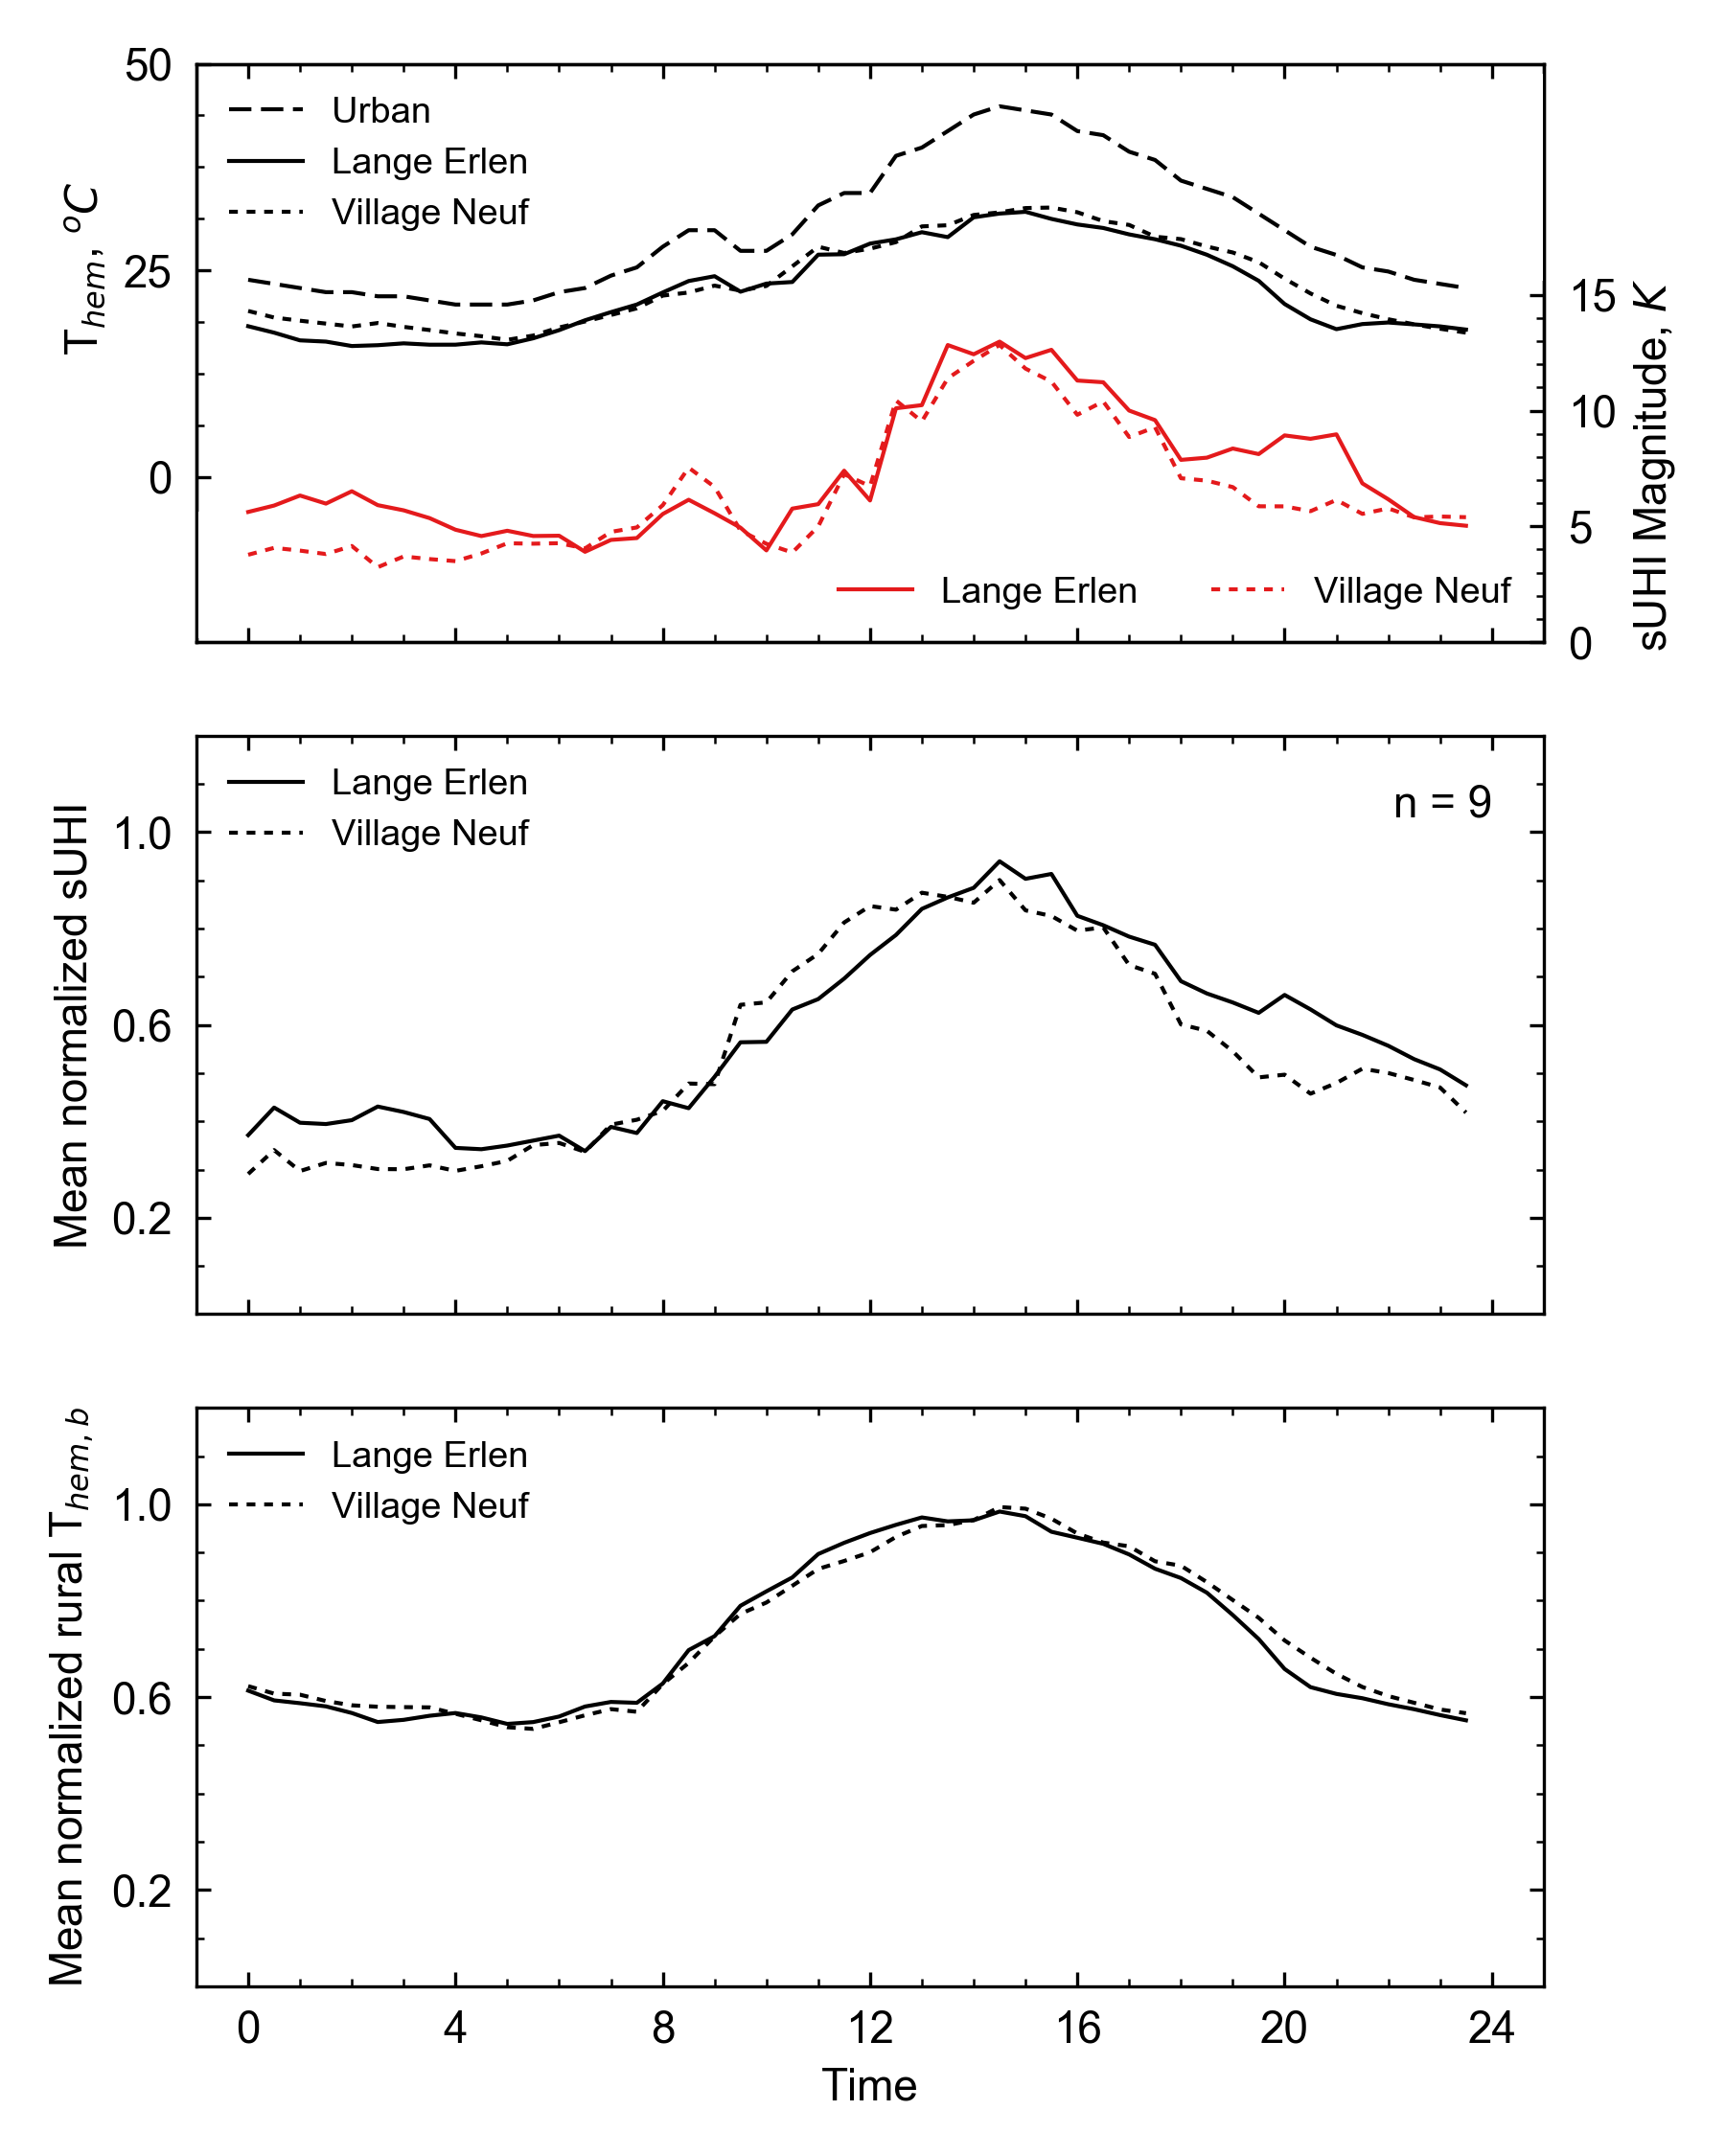 50
25
0
T_hem, °C
Urban
Lange Erlen
Village Neuf
15
10
5
0
sUHI Magnitude, K
Lange Erlen Village Neuf
Mean normalized sUHI
1.0
0.6
0.2
Lange Erlen
Village Neuf
n = 9
Mean normalized rural T_hem, b
1.0
0.6
0.2
Lange Erlen
Village Neuf
0 4 8 12 16 20 24
Time